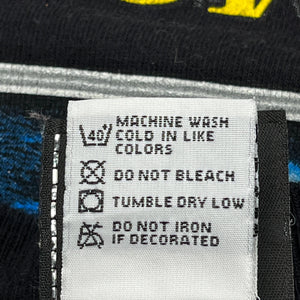 40
MACHINE WASH
COLD IN LIKE
COLORS
DO NOT BLEACH
TUMBLE DRY LOW
DO NOT IRON
IF DECORATED